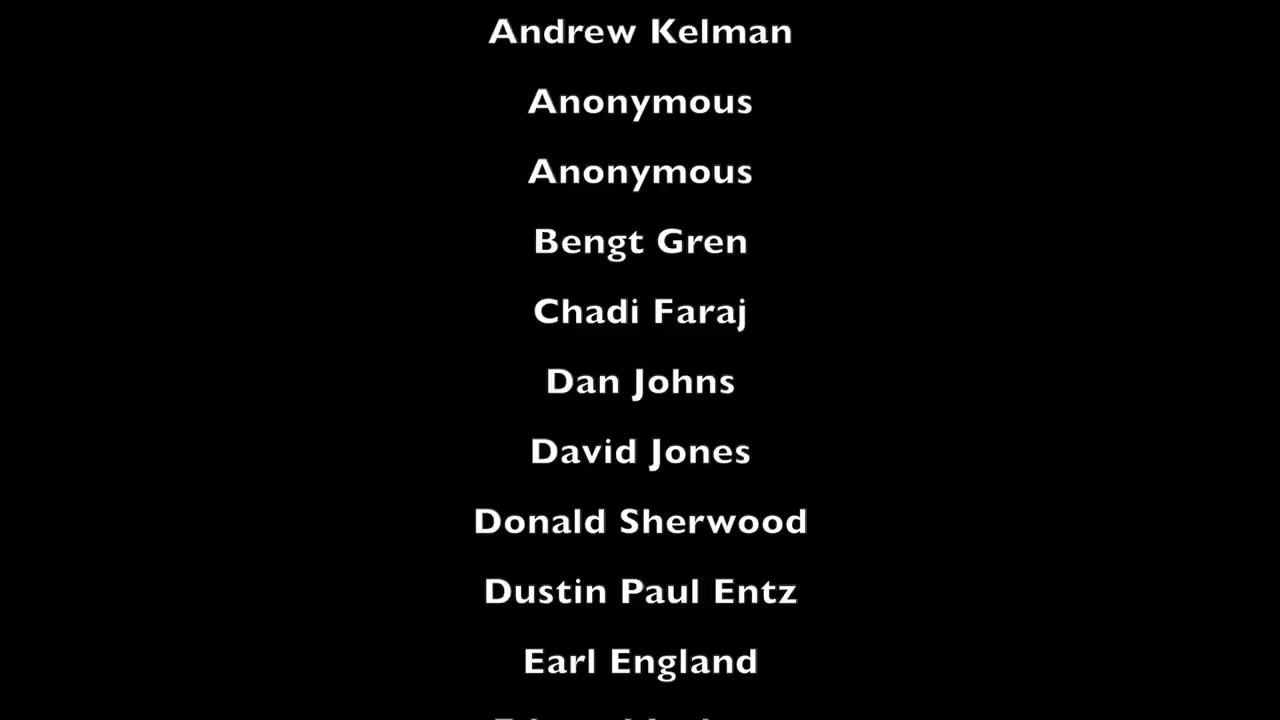 Andrew Kelman
Anonymous
Anonymous
Bengt Gren
Chadi Faraj
Dan Johns
David Jones
Donald Sherwood
Dustin Paul Entz
Earl England